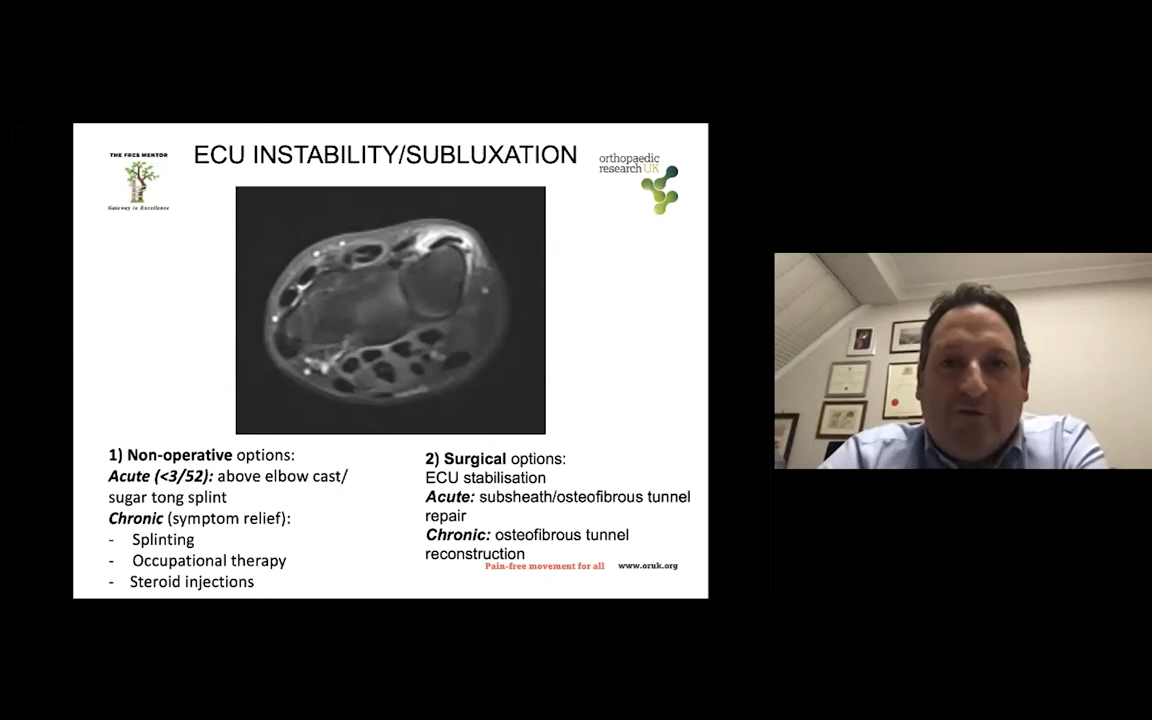 THE FRCS MENTOR
Gateway to Excellence
ECU INSTABILITY/SUBLUXATION
orthopaedic
research UK
1) Non-operative options:
Acute (<3/52): above elbow cast/
sugar tong splint
Chronic (symptom relief):
- Splinting
- Occupational therapy
- Steroid injections
2) Surgical options:
ECU stabilisation
Acute: subsheath/osteofibrous tunnel
repair
Chronic: osteofibrous tunnel
reconstruction
Pain-free movement for all www.oruk.org